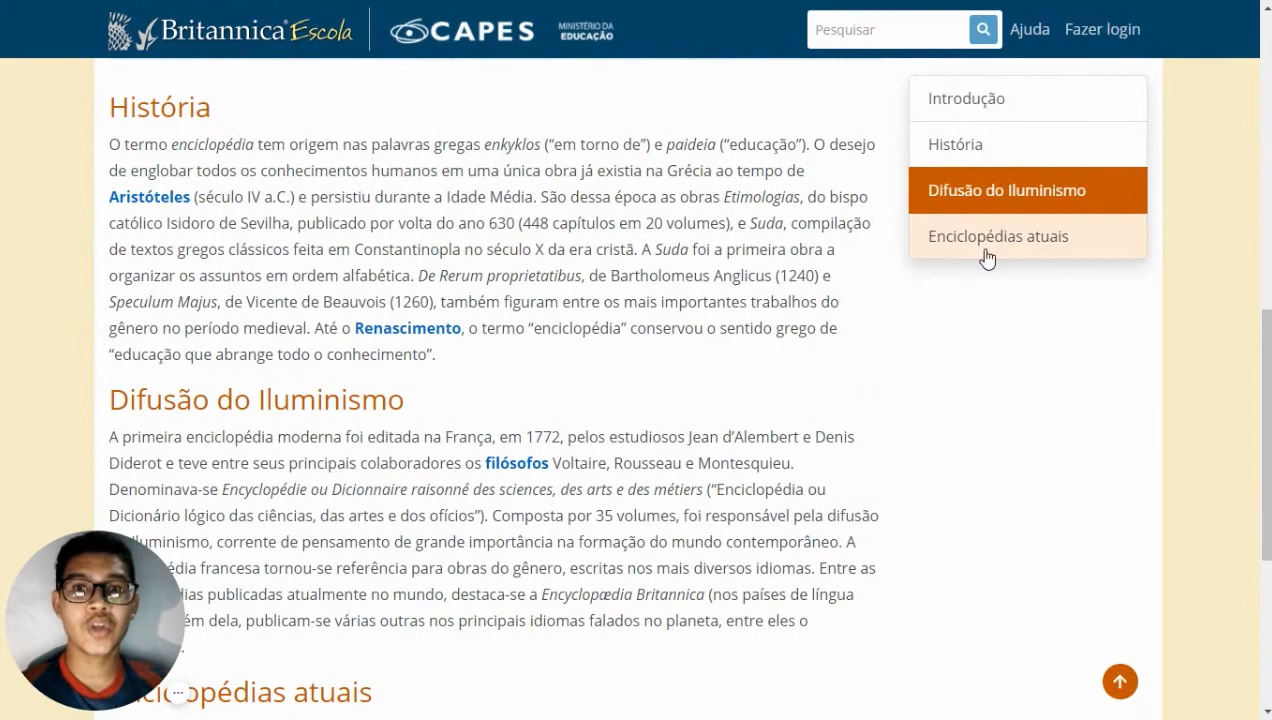 Britannica® Escola
CAPES
MINISTÉRIO DA
EDUCAÇÃO
Pesquisar
Ajuda
Fazer login
Introdução
História
Difusão do Iluminismo
Enciclopédias atuais
História
O termo enciclopédia tem origem nas palavras gregas enkyklos (“em torno de”) e paideia (“educação”). O desejo
de englobar todos os conhecimentos humanos em uma única obra já existia na Grécia ao tempo de
Aristóteles (século IV a.C.) e persistiu durante a Idade Média. São dessa época as obras Etimologias, do bispo
católico Isidoro de Sevilha, publicado por volta do ano 630 (448 capítulos em 20 volumes), e Suda, compilação
de textos gregos clássicos feita em Constantinopla no século X da era cristã. A Suda foi a primeira obra a
organizar os assuntos em ordem alfabética. De Rerum proprietatibus, de Bartholomeus Anglicus (1240) e
Speculum Majus, de Vicente de Beauvois (1260), também figuram entre os mais importantes trabalhos do
gênero no período medieval. Até o Renascimento, o termo “enciclopédia” conservou o sentido grego de
“educação que abrange todo o conhecimento”.
Difusão do Iluminismo
A primeira enciclopédia moderna foi editada na França, em 1772, pelos estudiosos Jean d’Alembert e Denis
Diderot e teve entre seus principais colaboradores os filósofos Voltaire, Rousseau e Montesquieu.
Denominava-se Encyclopédie ou Dicionnaire raisonné des sciences, des arts e des métiers (“Enciclopédia ou
Dicionário lógico das ciências, das artes e dos ofícios”). Composta por 35 volumes, foi responsável pela difusão
Iluminismo, corrente de pensamento de grande importância na formação do mundo contemporâneo. A
édia francesa tornou-se referência para obras do gênero, escritas nos mais diversos idiomas. Entre as
dias publicadas atualmente no mundo, destaca-se a Encyclopædia Britannica (nos países de língua
ém dela, publicam-se várias outras nos principais idiomas falados no planeta, entre eles o
clopédias atuais